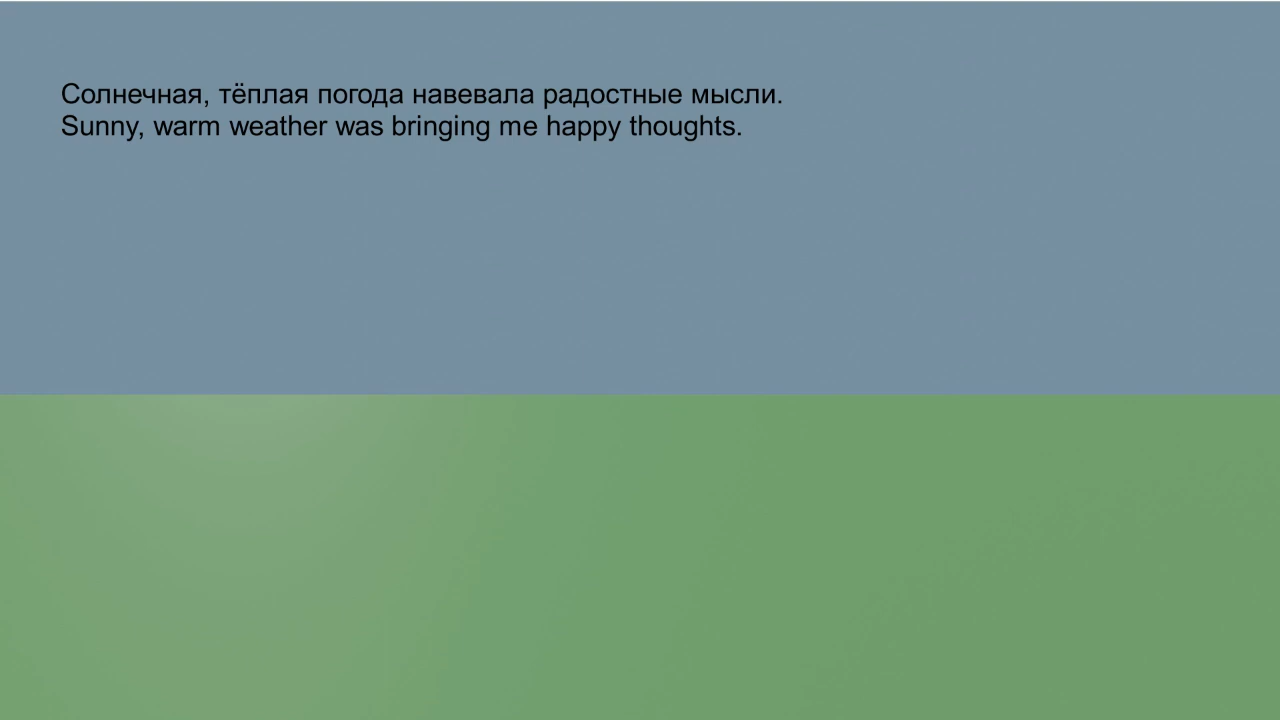 Солнечная, тёплая погода навевала радостные мысли.
Sunny, warm weather was bringing me happy thoughts.